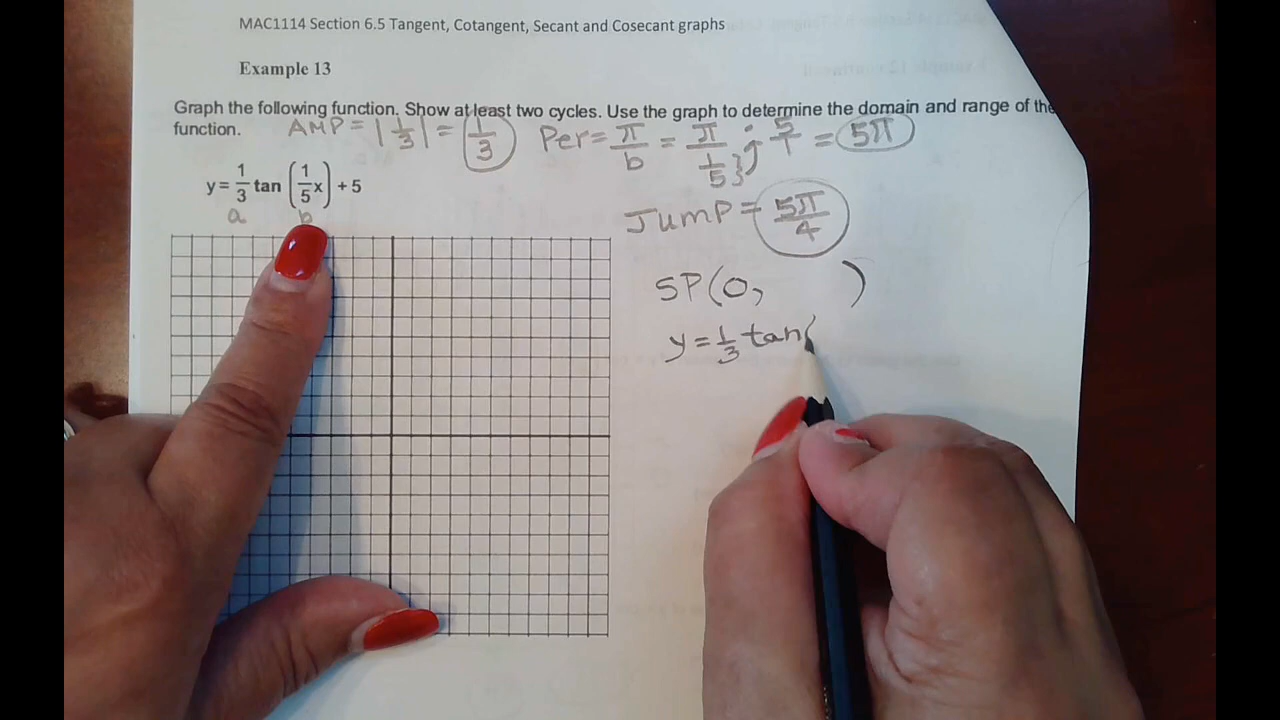 MAC1114 Section 6.5 Tangent, Cotangent, Secant and Cosecant graphs
Example 13
Graph the following function. Show at least two cycles. Use the graph to determine the domain and range of the
function.
AMP = |1/3| = 1/3
Per = π/b = π/(1/5) ; 5/1 = 5π
y = 1/3 tan (1/5 x) + 5
a b
JUMP = 5π/4
SP(0, )
y = 1/3 tan(